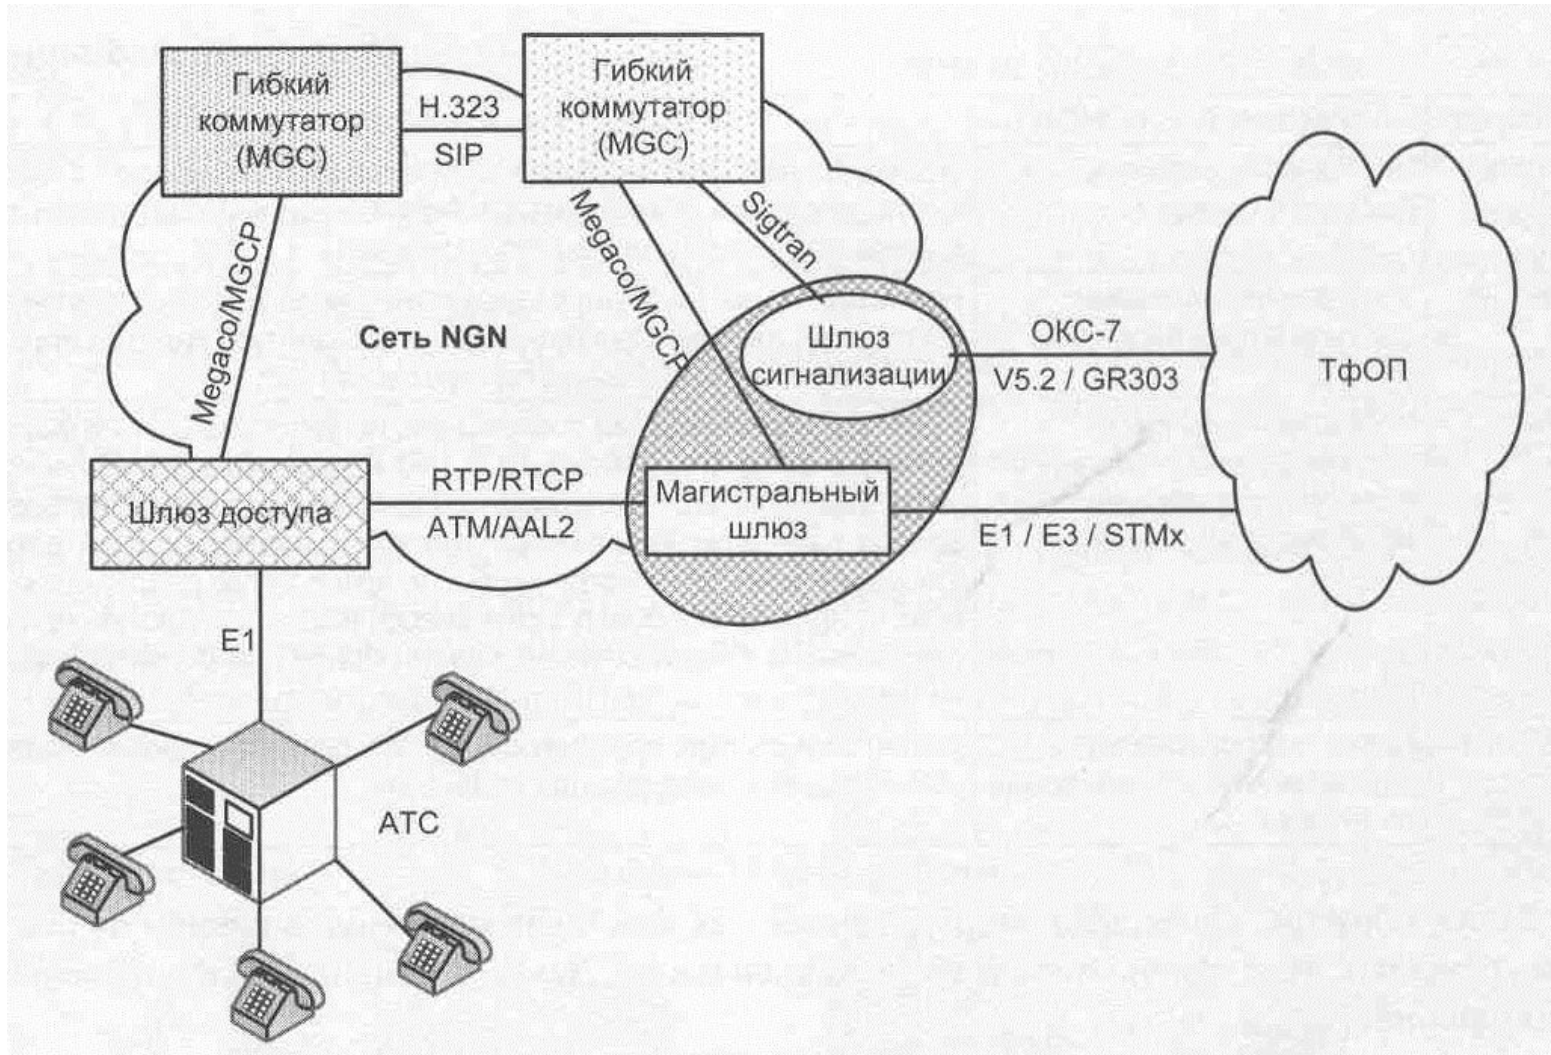 Гибкий
коммутатор
(MGC)
H.323
SIP
Гибкий
коммутатор
(MGC)
Megaco/MGCP
Megaco/MGCP
Sigtran
Сеть NGN
Шлюз
сигнализации
ОКС-7
V5.2 / GR303
ТфОП
Шлюз доступа
RTP/RTCP
ATM/AAL2
Магистральный
шлюз
E1 / E3 / STMx
E1
АТС